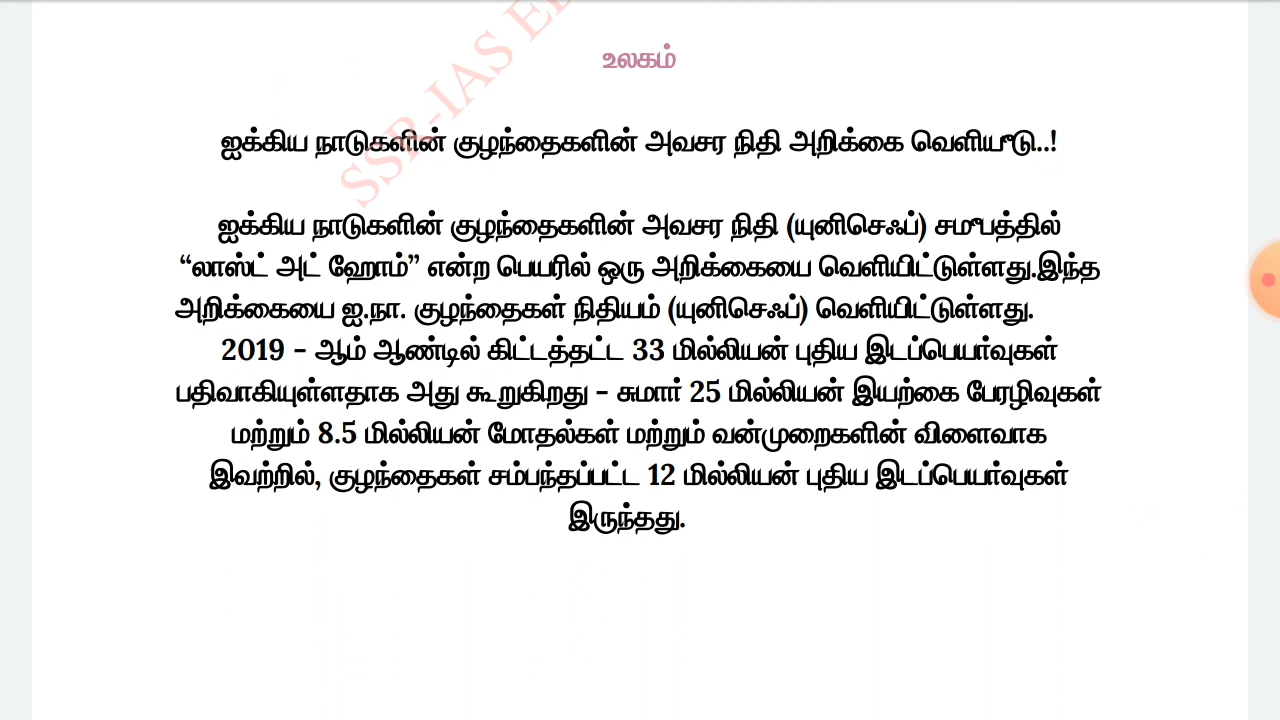 உலகம்
ஐக்கிய நாடுகளின் குழந்தைகளின் அவசர நிதி அறிக்கை வெளியீடு..!
ஐக்கிய நாடுகளின் குழந்தைகளின் அவசர நிதி (யுனிசெஃப்) சமீபத்தில்
“லாஸ்ட் அட் ஹோம்” என்ற பெயரில் ஒரு அறிக்கையை வெளியிட்டுள்ளது.இந்த
அறிக்கையை ஐ.நா. குழந்தைகள் நிதியம் (யுனிசெஃப்) வெளியிட்டுள்ளது.
2019 - ஆம் ஆண்டில் கிட்டத்தட்ட 33 மில்லியன் புதிய இடப்பெயர்வுகள்
பதிவாகியுள்ளதாக அது கூறுகிறது - சுமார் 25 மில்லியன் இயற்கை பேரழிவுகள்
மற்றும் 8.5 மில்லியன் மோதல்கள் மற்றும் வன்முறைகளின் விளைவாக
இவற்றில், குழந்தைகள் சம்பந்தப்பட்ட 12 மில்லியன் புதிய இடப்பெயர்வுகள்
இருந்தது.
SSR-IAS